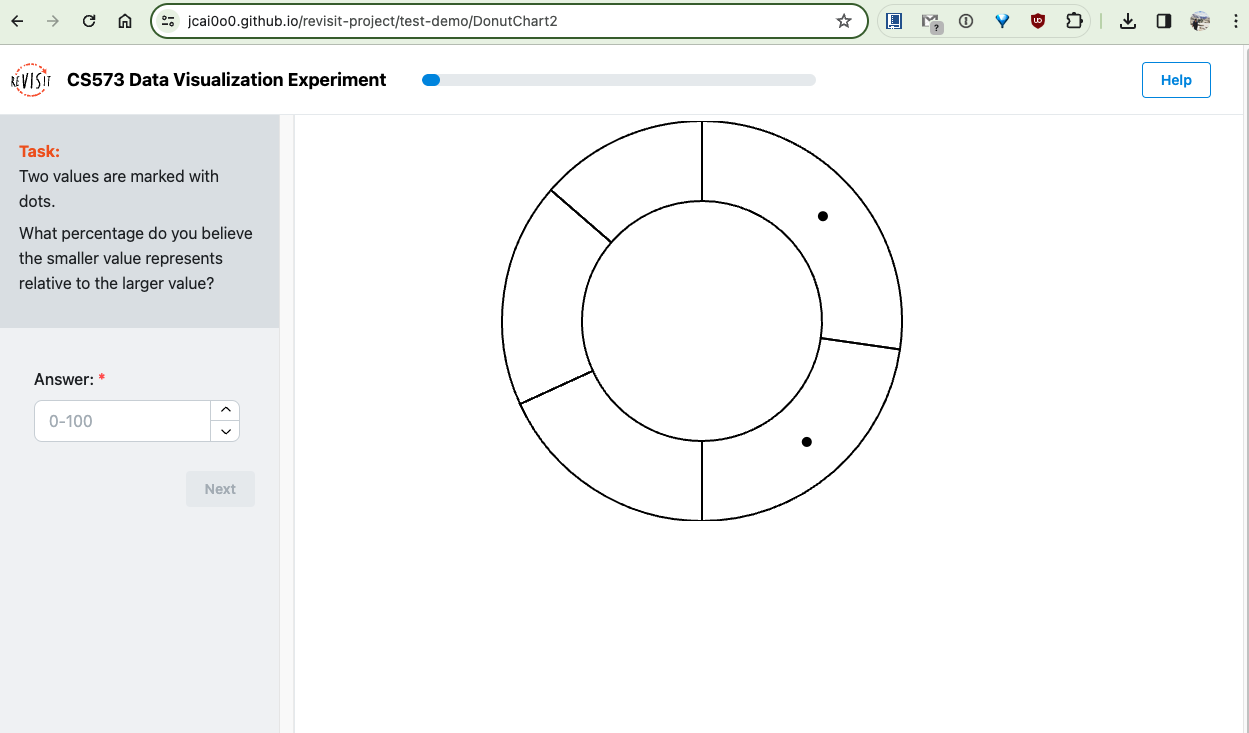 jcai0o0.github.io/revisit-project/test-demo/DonutChart2
REVISIT
CS573 Data Visualization Experiment
Help
Task:
Two values are marked with
dots.
What percentage do you believe
the smaller value represents
relative to the larger value?
Answer: *
0-100
Next